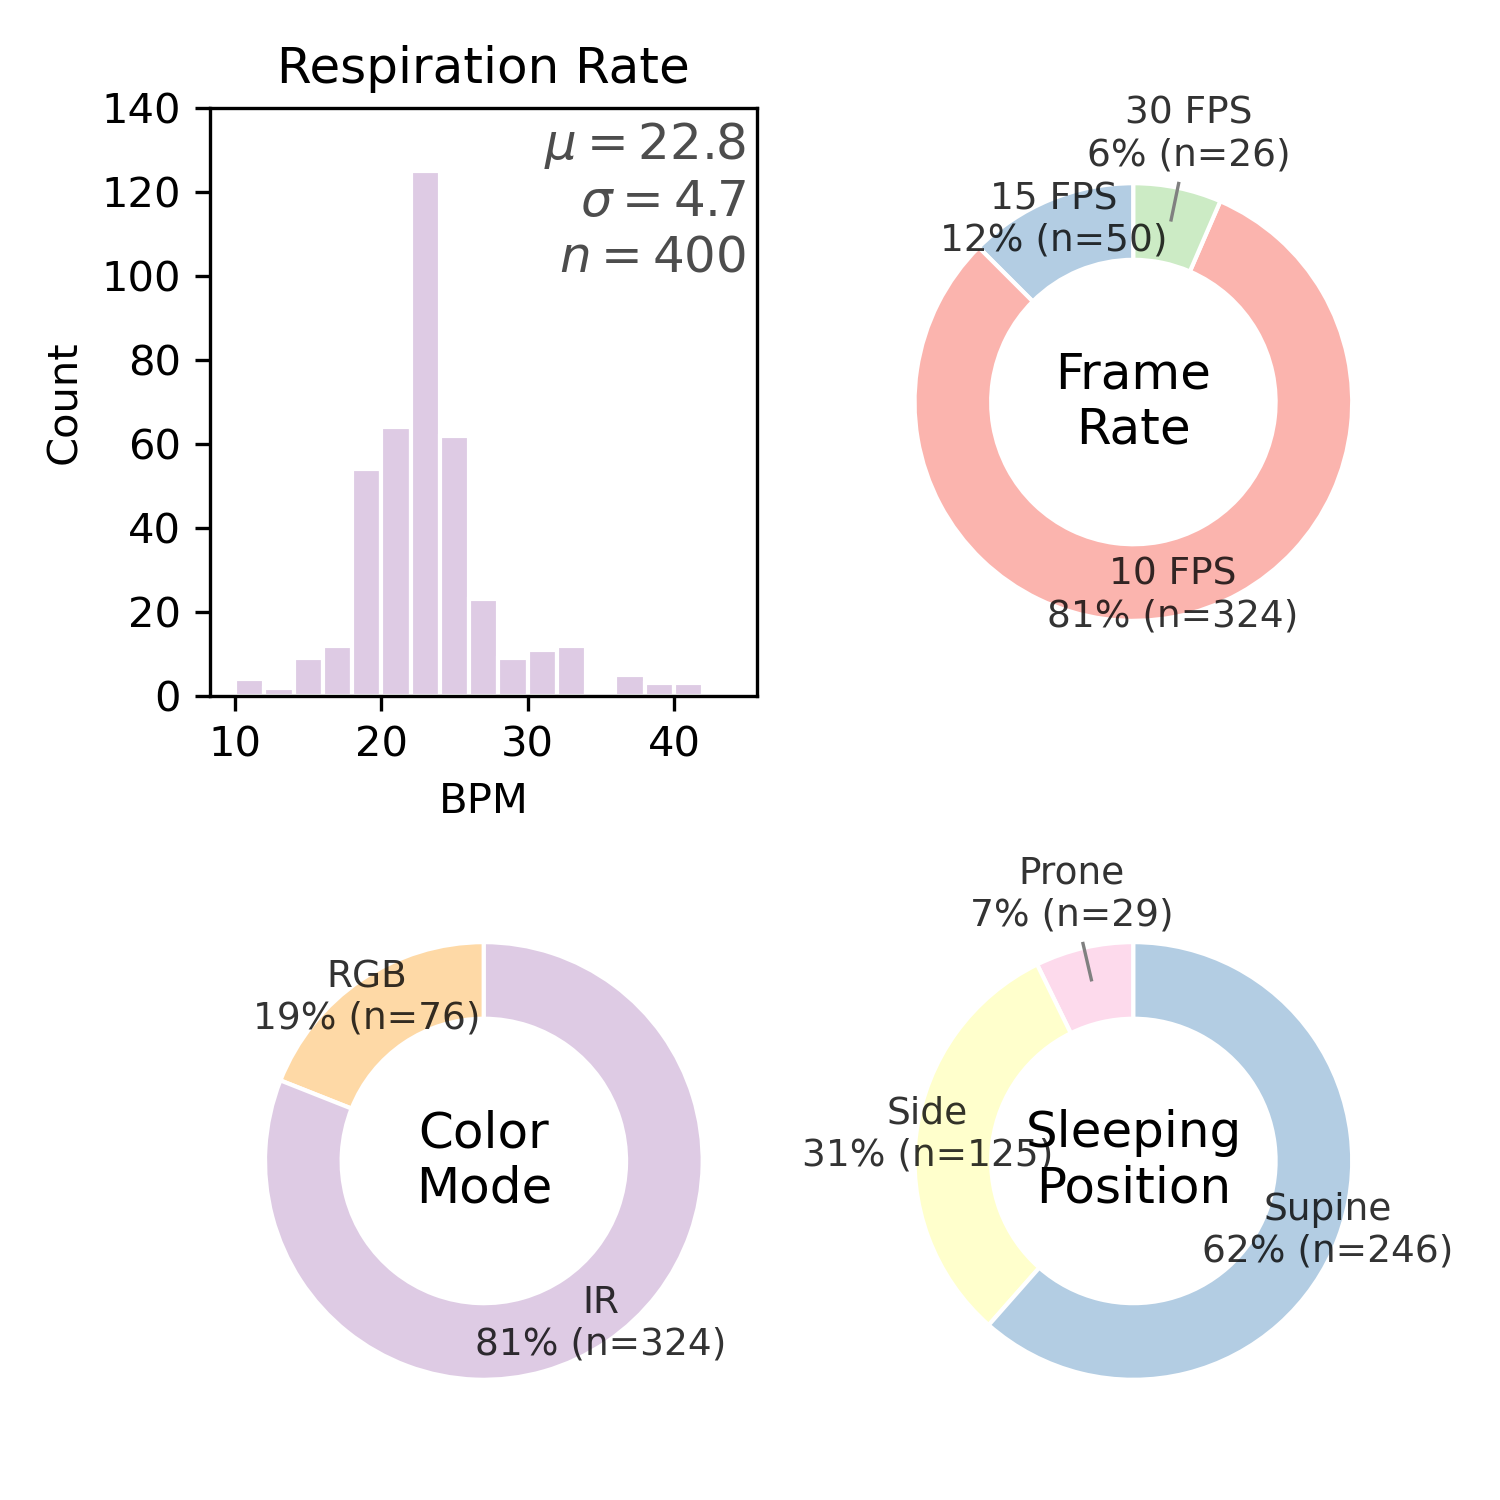 Respiration Rate
140
120
100
80
60
40
20
0
Count
μ = 22.8
σ = 4.7
n = 400
10 20 30 40
BPM
30 FPS
6% (n=26)
15 FPS
12% (n=50)
Frame
Rate
10 FPS
81% (n=324)
RGB
19% (n=76)
Color
Mode
IR
81% (n=324)
Prone
7% (n=29)
Side
31% (n=125)
Sleeping
Position
Supine
62% (n=246)